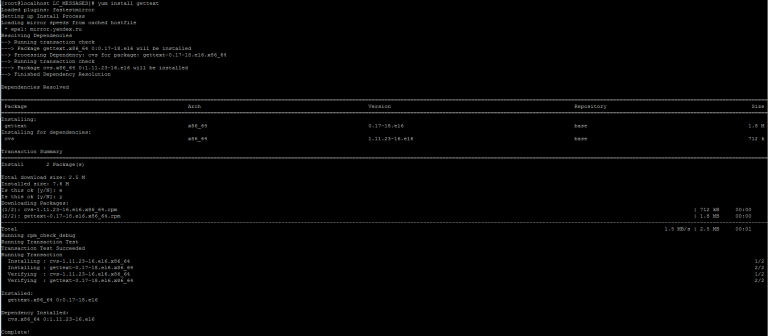 [root@localhost LC_MESSAGES]# yum install gettext
Loaded plugins: fastestmirror
Setting up Install Process
Loading mirror speeds from cached hostfile
 * epel: mirror.yandex.ru
Resolving Dependencies
--> Running transaction check
---> Package gettext.x86_64 0:0.17-18.el6 will be installed
--> Processing Dependency: cvs for package: gettext-0.17-18.el6.x86_64
--> Running transaction check
---> Package cvs.x86_64 0:1.11.23-16.el6 will be installed
--> Finished Dependency Resolution
Dependencies Resolved
Package Arch Version Repository Size
Installing:
gettext x86_64 0.17-18.el6 base 1.8 M
Installing for dependencies:
cvs x86_64 1.11.23-16.el6 base 712 k
Transaction Summary
Install 2 Package(s)
Total download size: 2.5 M
Installed size: 7.6 M
Is this ok [y/N]: н
Is this ok [y/N]: y
Downloading Packages:
(1/2): cvs-1.11.23-16.el6.x86_64.rpm | 712 kB 00:00
(2/2): gettext-0.17-18.el6.x86_64.rpm | 1.8 MB 00:00
Total 1.5 MB/s | 2.5 MB 00:01
Running rpm_check_debug
Running Transaction Test
Transaction Test Succeeded
Running Transaction
Installing : cvs-1.11.23-16.el6.x86_64 1/2
Installing : gettext-0.17-18.el6.x86_64 2/2
Verifying : cvs-1.11.23-16.el6.x86_64 1/2
Verifying : gettext-0.17-18.el6.x86_64 2/2
Installed:
gettext.x86_64 0:0.17-18.el6
Dependency Installed:
cvs.x86_64 0:1.11.23-16.el6
Complete!